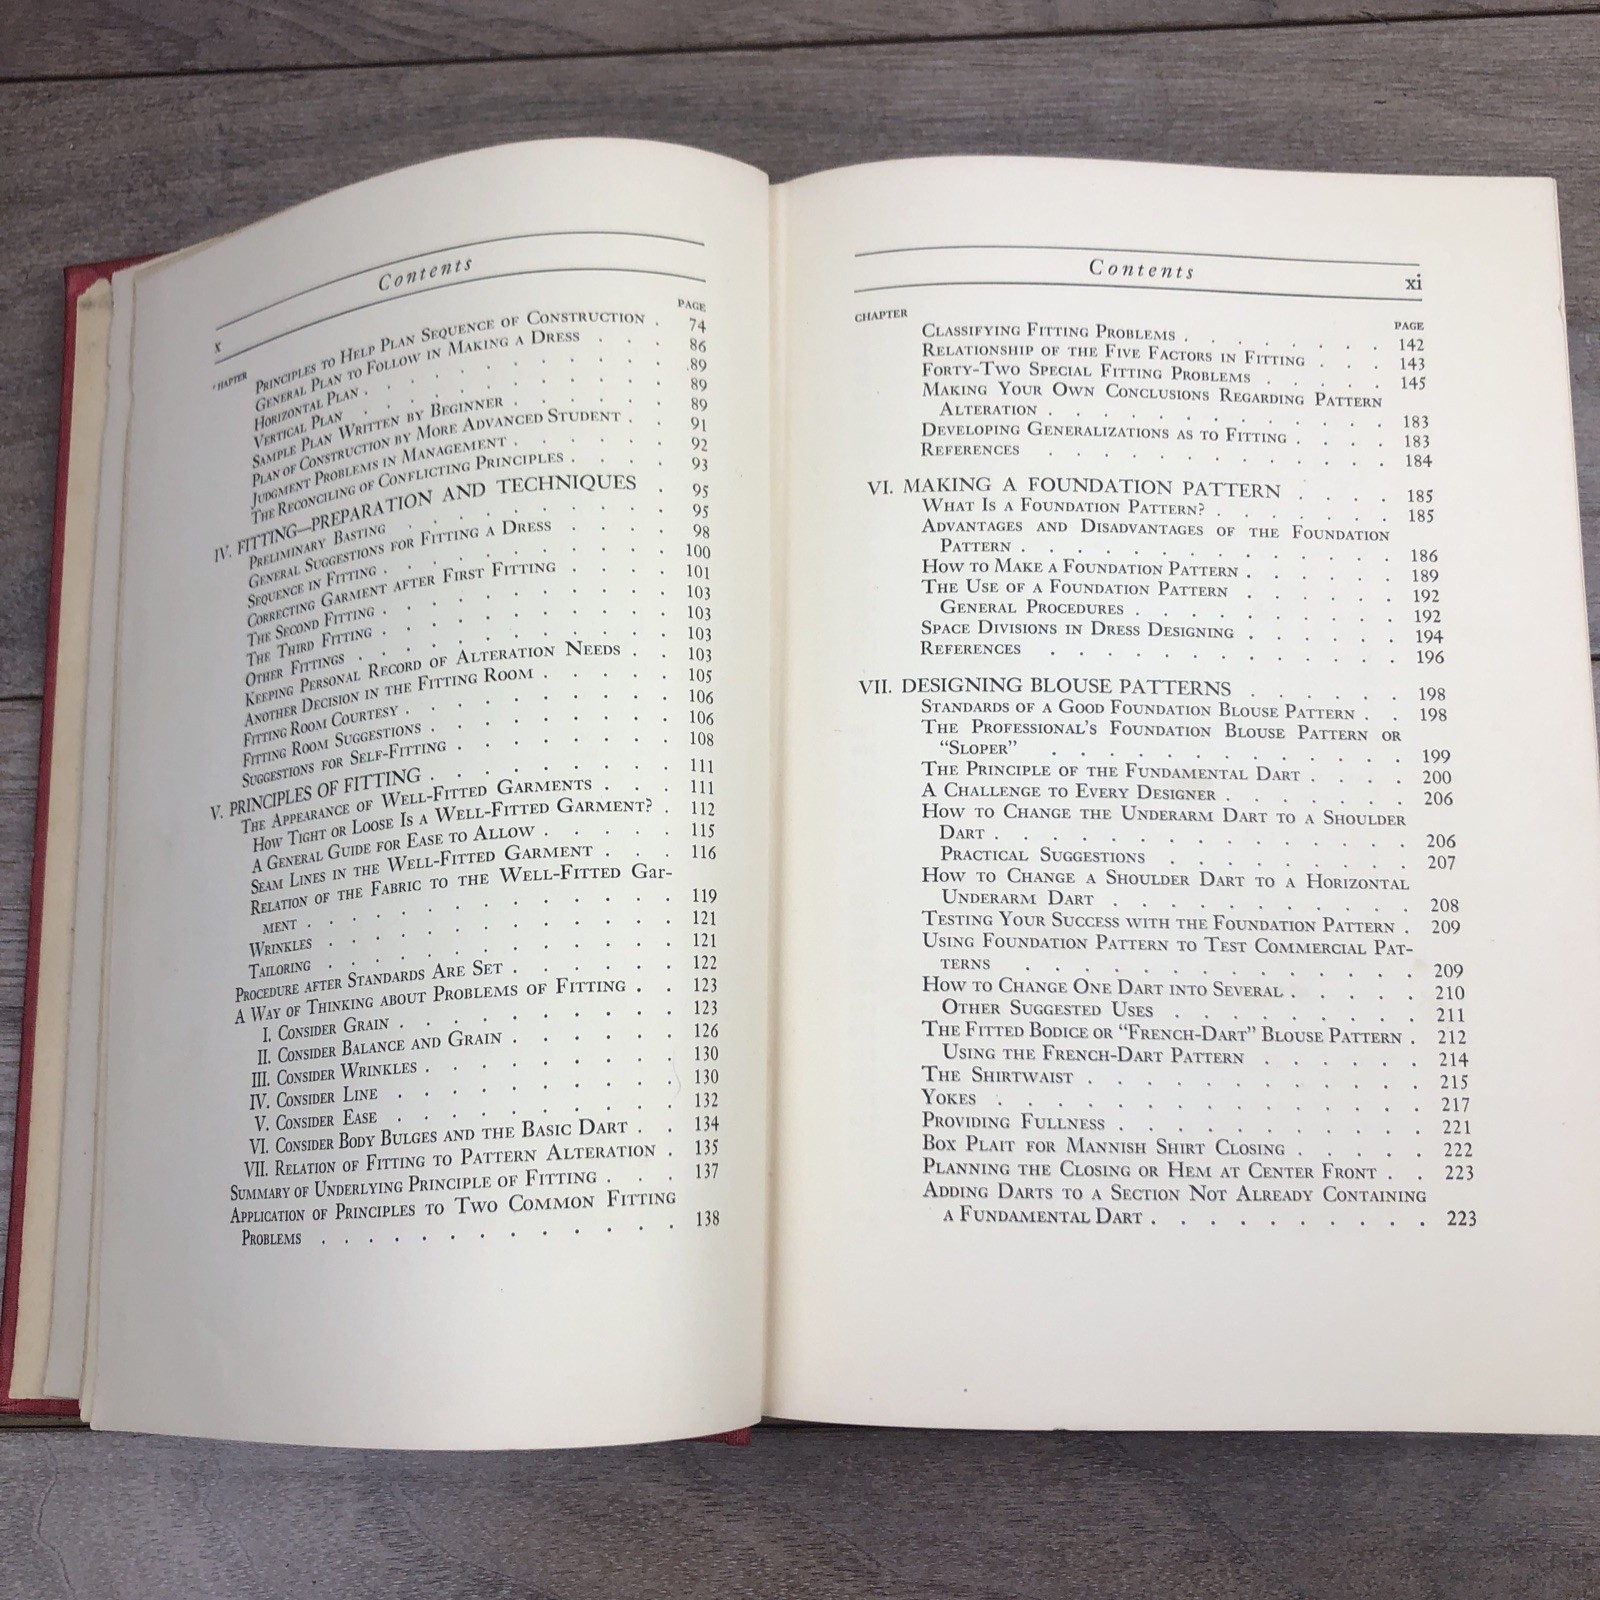 Contents
x
PAGE
CHAPTER
PRINCIPLES TO HELP PLAN SEQUENCE OF CONSTRUCTION . 74
GENERAL PLAN TO FOLLOW IN MAKING A DRESS . . . 86
HORIZONTAL PLAN . . . . . . . . 89
VERTICAL PLAN . . . . . . . . 89
SAMPLE PLAN WRITTEN BY BEGINNER . . . . 89
PLAN OF CONSTRUCTION BY MORE ADVANCED STUDENT . . 91
JUDGMENT PROBLEMS IN MANAGEMENT . . . . 92
THE RECONCILING OF CONFLICTING PRINCIPLES . . . . 93
IV. FITTING—PREPARATION AND TECHNIQUES . 95
PRELIMINARY BASTING . . . . . . . 95
GENERAL SUGGESTIONS FOR FITTING A DRESS . . . . 98
SEQUENCE IN FITTING . . . . . . . 100
CORRECTING GARMENT AFTER FIRST FITTING . . . . 101
THE SECOND FITTING . . . . . . . 103
THE THIRD FITTING . . . . . . . 103
OTHER FITTINGS . . . . . . . . 103
KEEPING PERSONAL RECORD OF ALTERATION NEEDS . . 103
ANOTHER DECISION IN THE FITTING ROOM . . . . 105
FITTING ROOM COURTESY . . . . . . . 106
FITTING ROOM SUGGESTIONS . . . . . . 106
SUGGESTIONS FOR SELF-FITTING . . . . . . 108
V. PRINCIPLES OF FITTING . . . . . . . 111
THE APPEARANCE OF WELL-FITTED GARMENTS . . . 111
HOW TIGHT OR LOOSE IS A WELL-FITTED GARMENT? . 112
A GENERAL GUIDE FOR EASE TO ALLOW . . . . . 115
SEAM LINES IN THE WELL-FITTED GARMENT . . . 116
RELATION OF THE FABRIC TO THE WELL-FITTED GAR-
MENT . . . . . . . . . . 119
WRINKLES . . . . . . . . . 121
TAILORING . . . . . . . . . 121
PROCEDURE AFTER STANDARDS ARE SET . . . . . 122
A WAY OF THINKING ABOUT PROBLEMS OF FITTING . . 123
I. CONSIDER GRAIN . . . . . . . . 123
II. CONSIDER BALANCE AND GRAIN . . . . . 126
III. CONSIDER WRINKLES . . . . . . . 130
IV. CONSIDER LINE . . . . . . . . 130
V. CONSIDER EASE . . . . . . . . 132
VI. CONSIDER BODY BULGES AND THE BASIC DART . . 134
VII. RELATION OF FITTING TO PATTERN ALTERATION . 135
SUMMARY OF UNDERLYING PRINCIPLE OF FITTING . . . 137
APPLICATION OF PRINCIPLES TO TWO COMMON FITTING
PROBLEMS . . . . . . . . . . 138
Contents
xi
CHAPTER
PAGE
CLASSIFYING FITTING PROBLEMS . . . . . . . 142
RELATIONSHIP OF THE FIVE FACTORS IN FITTING . . . 143
FORTY-TWO SPECIAL FITTING PROBLEMS . . . . . 145
MAKING YOUR OWN CONCLUSIONS REGARDING PATTERN
ALTERATION . . . . . . . . . . 183
DEVELOPING GENERALIZATIONS AS TO FITTING . . . . 183
REFERENCES . . . . . . . . . . . 184
VI. MAKING A FOUNDATION PATTERN . . . . 185
WHAT IS A FOUNDATION PATTERN? . . . . . . 185
ADVANTAGES AND DISADVANTAGES OF THE FOUNDATION
PATTERN . . . . . . . . . . . 186
HOW TO MAKE A FOUNDATION PATTERN . . . . . 189
THE USE OF A FOUNDATION PATTERN . . . . . 192
GENERAL PROCEDURES . . . . . . . . 192
SPACE DIVISIONS IN DRESS DESIGNING . . . . . 194
REFERENCES . . . . . . . . . . . 196
VII. DESIGNING BLOUSE PATTERNS . . . . . . 198
STANDARDS OF A GOOD FOUNDATION BLOUSE PATTERN . . 198
THE PROFESSIONAL'S FOUNDATION BLOUSE PATTERN OR
“SLOPER” . . . . . . . . . . . 199
THE PRINCIPLE OF THE FUNDAMENTAL DART . . . . 200
A CHALLENGE TO EVERY DESIGNER . . . . . . 206
HOW TO CHANGE THE UNDERARM DART TO A SHOULDER
DART . . . . . . . . . . . . 206
PRACTICAL SUGGESTIONS . . . . . . . 207
HOW TO CHANGE A SHOULDER DART TO A HORIZONTAL
UNDERARM DART . . . . . . . . . 208
TESTING YOUR SUCCESS WITH THE FOUNDATION PATTERN . 209
USING FOUNDATION PATTERN TO TEST COMMERCIAL PAT-
TERNS . . . . . . . . . . . 209
HOW TO CHANGE ONE DART INTO SEVERAL . . . . . 210
OTHER SUGGESTED USES . . . . . . . 211
THE FITTED BODICE OR “FRENCH-DART” BLOUSE PATTERN . 212
USING THE FRENCH-DART PATTERN . . . . . 214
THE SHIRTWAIST . . . . . . . . . . 215
YOKES . . . . . . . . . . . . 217
PROVIDING FULLNESS . . . . . . . . . 221
BOX PLAIT FOR MANNISH SHIRT CLOSING . . . . . 222
PLANNING THE CLOSING OR HEM AT CENTER FRONT . . 223
ADDING DARTS TO A SECTION NOT ALREADY CONTAINING
A FUNDAMENTAL DART . . . . . . . . 223